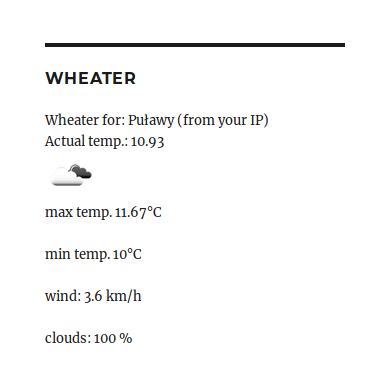 WHEATER
Wheater for: Puławy (from your IP)
Actual temp.: 10.93
max temp. 11.67°C
min temp. 10°C
wind: 3.6 km/h
clouds: 100 %